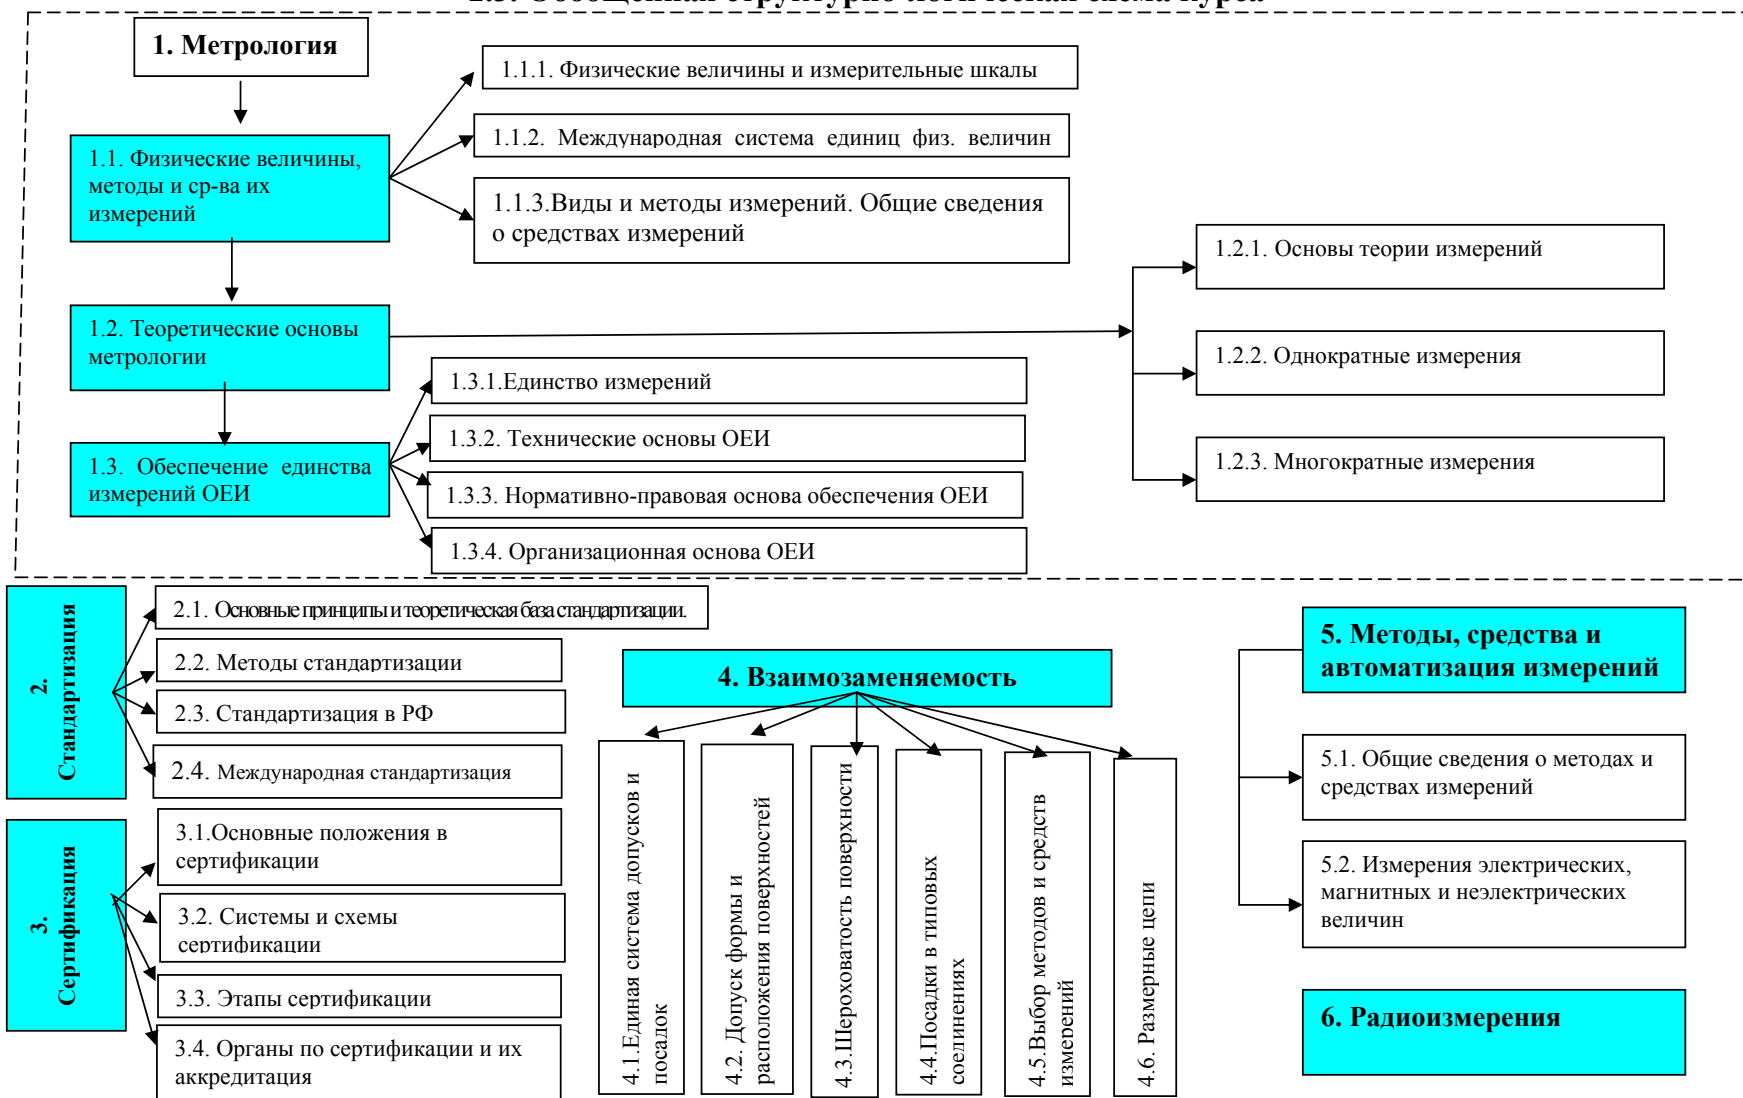 1.3. Обобщенная структурно-логическая схема курса
1. Метрология
1.1. Физические величины,
методы и ср-ва их
измерений
1.1.1. Физические величины и измерительные шкалы
1.1.2. Международная система единиц физ. величин
1.1.3.Виды и методы измерений. Общие сведения
о средствах измерений
1.2. Теоретические основы
метрологии
1.2.1. Основы теории измерений
1.2.2. Однократные измерения
1.2.3. Многократные измерения
1.3. Обеспечение единства
измерений ОЕИ
1.3.1.Единство измерений
1.3.2. Технические основы ОЕИ
1.3.3. Нормативно-правовая основа обеспечения ОЕИ
1.3.4. Организационная основа ОЕИ
2.
Стандартизация
2.1. Основные принципы и теоретическая база стандартизации.
2.2. Методы стандартизации
2.3. Стандартизация в РФ
2.4. Международная стандартизация
3.
Сертификация
3.1.Основные положения в
сертификации
3.2. Системы и схемы
сертификации
3.3. Этапы сертификации
3.4. Органы по сертификации и их
аккредитация
4. Взаимозаменяемость
4.1.Единая система допусков и
посадок
4.2. Допуск формы и
расположения поверхностей
4.3.Шероховатость поверхности
4.4.Посадки в типовых
соединениях
4.5.Выбор методов и средств
измерений
4.6. Размерные цепи
5. Методы, средства и
автоматизация измерений
5.1. Общие сведения о методах и
средствах измерений
5.2. Измерения электрических,
магнитных и неэлектрических
величин
6. Радиоизмерения